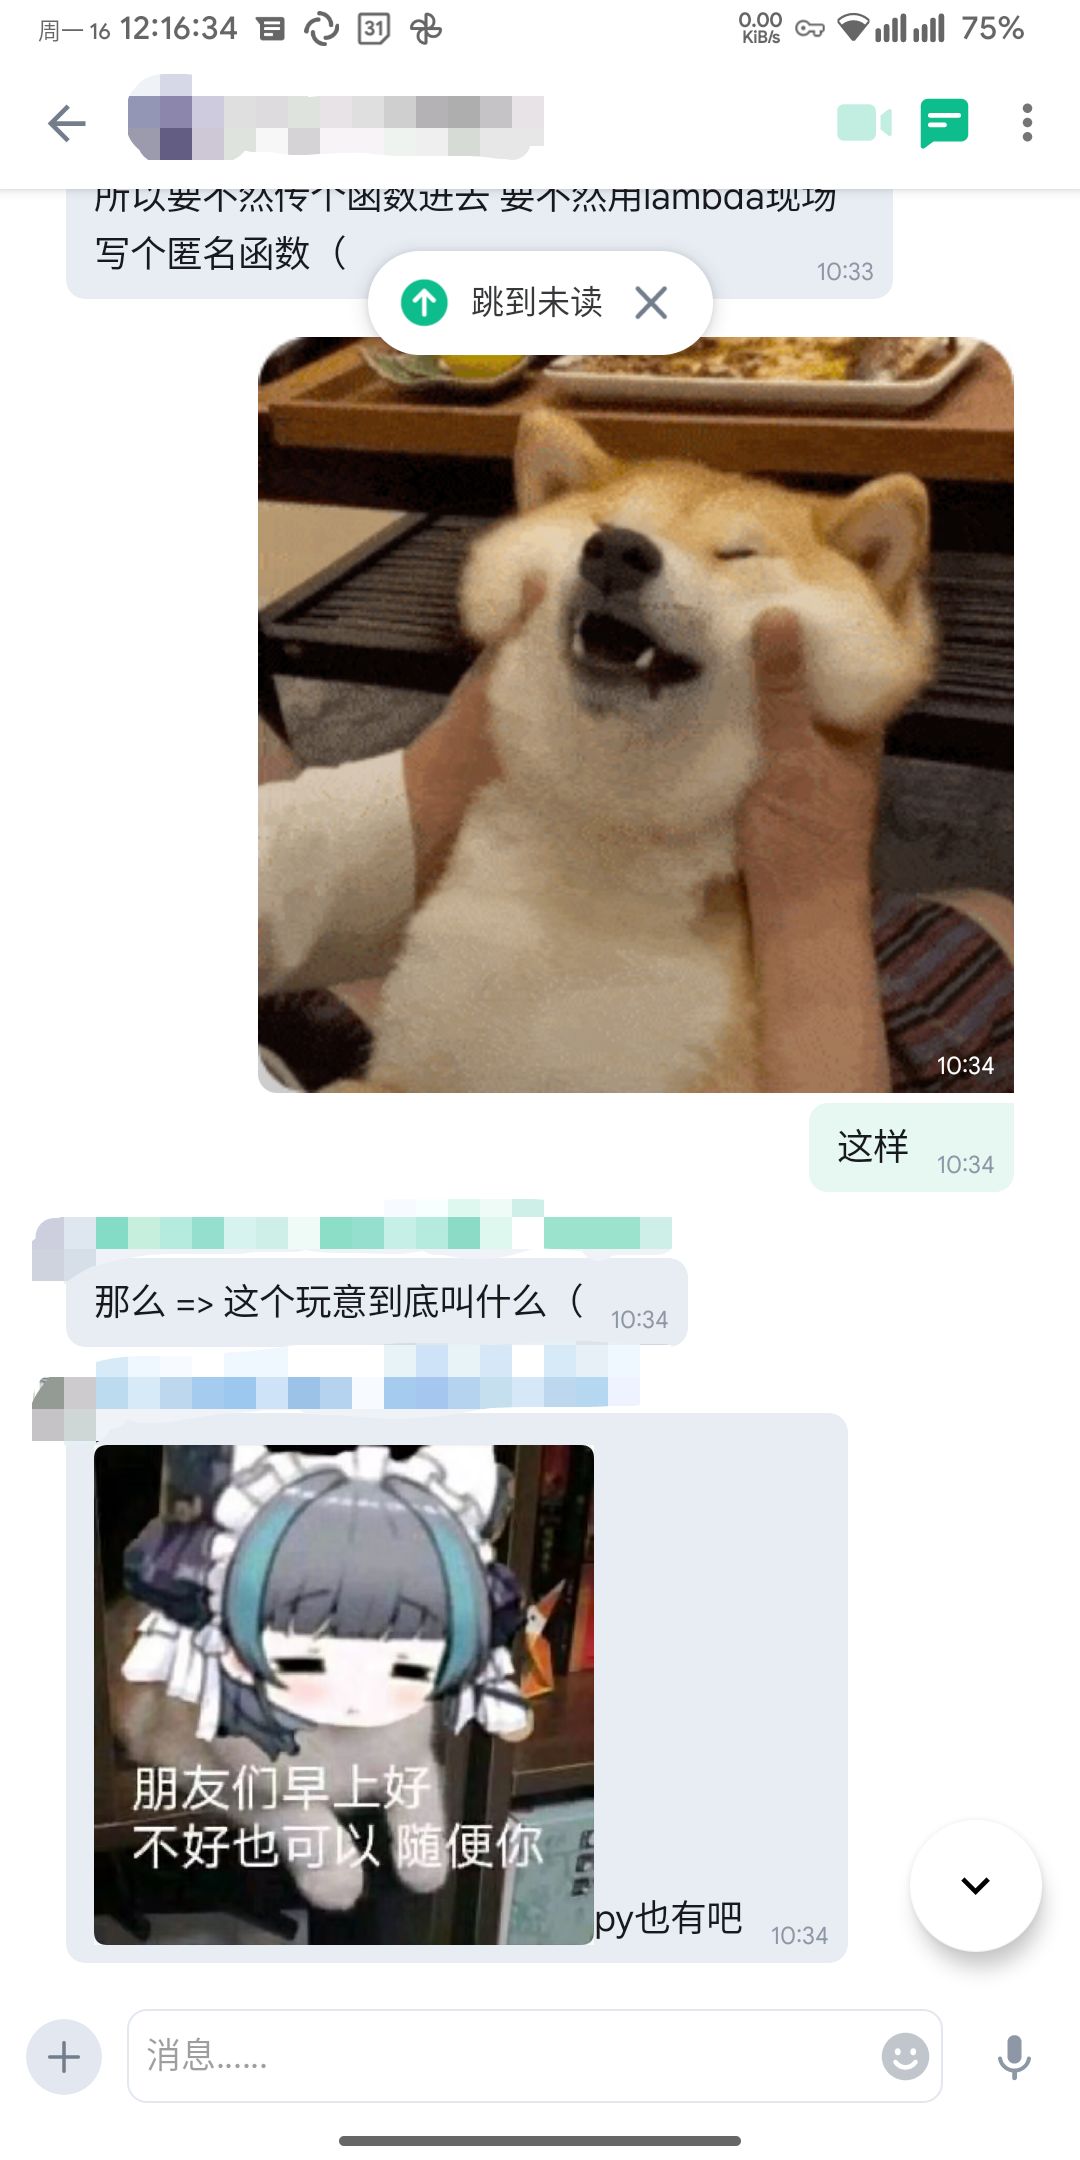 周一 16 12:16:34 31 0.00 KiB/s 75%
所以要不然传个函数进去 要不然用lambda现场
写个匿名函数（
10:33
跳到未读
10:34
这样 10:34
那么 => 这个玩意到底叫什么（ 10:34
朋友们早上好
不好也可以 随便你
py也有吧 10:34
消息......